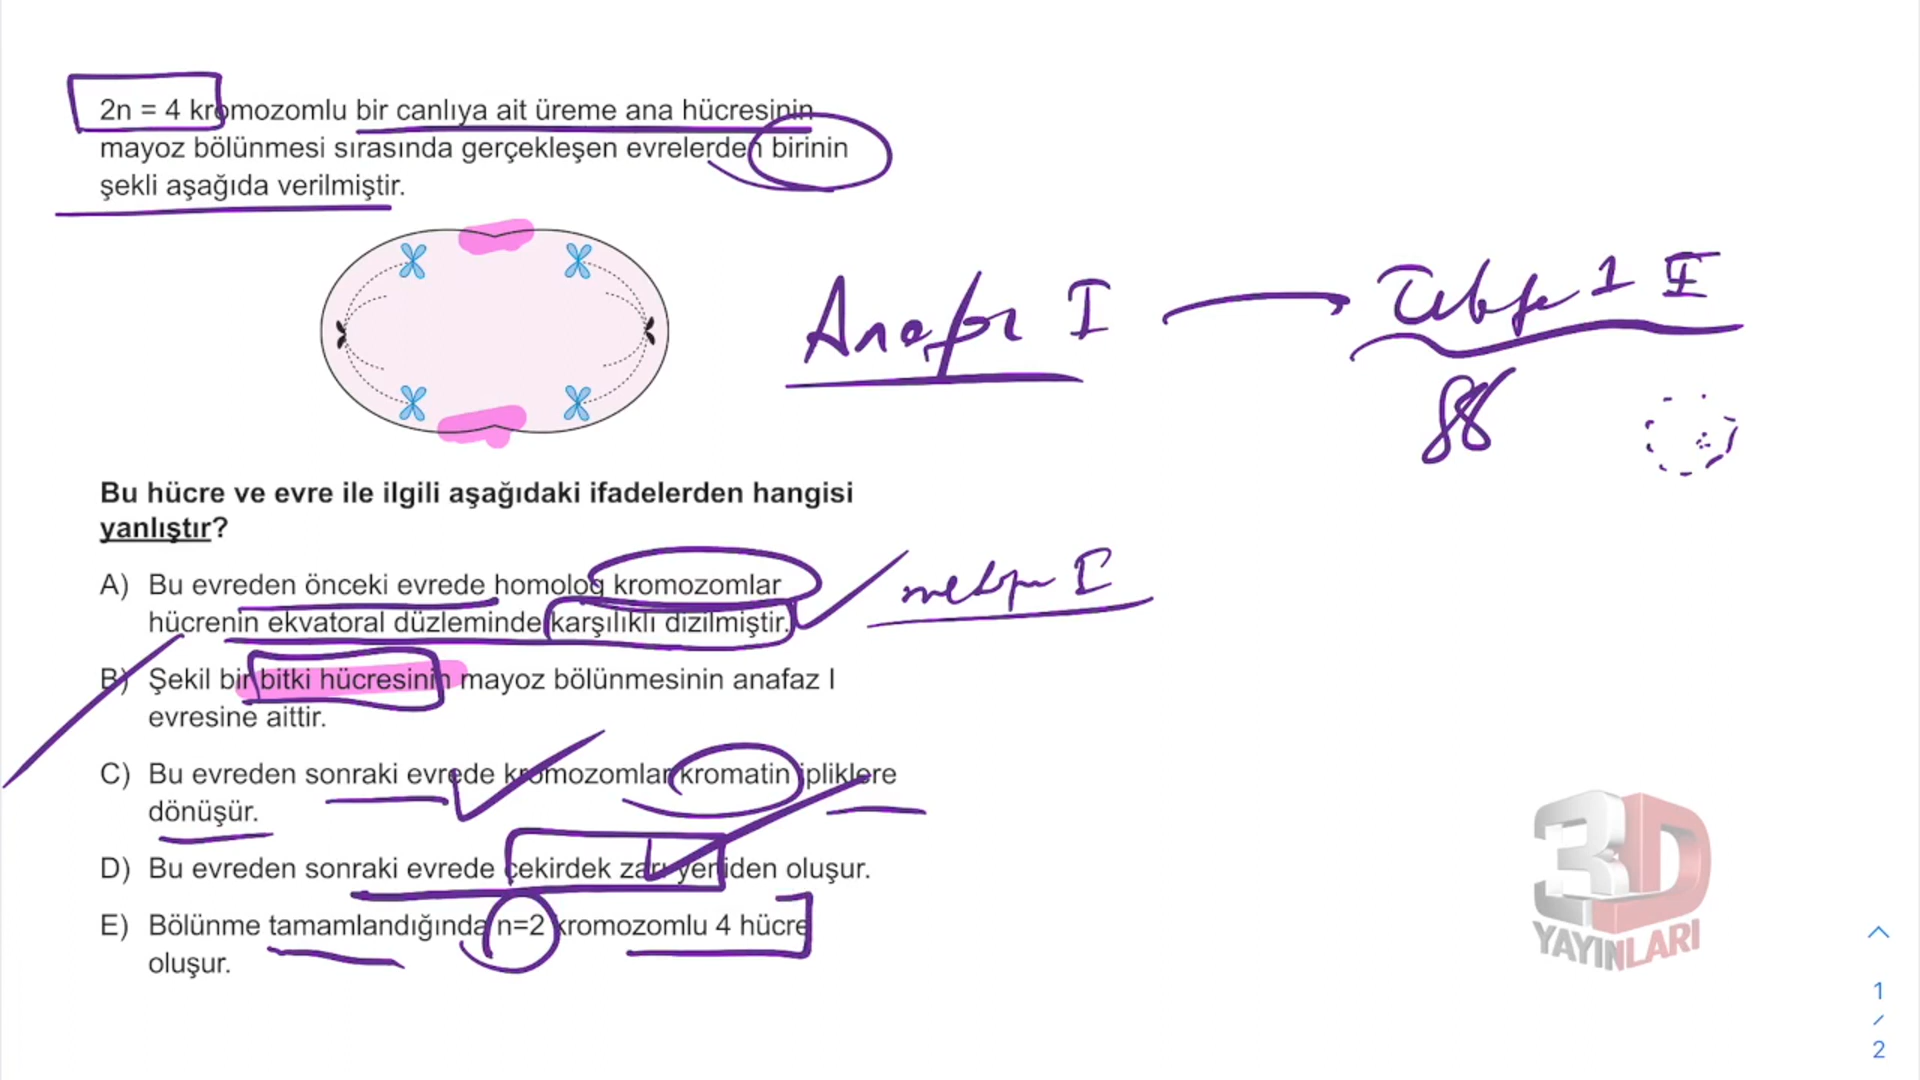 2n = 4 kromozomlu bir canlıya ait üreme ana hücresinin
mayoz bölünmesi sırasında gerçekleşen evrelerden birinin
şekli aşağıda verilmiştir.
Anafaz I
Bu hücre ve evre ile ilgili aşağıdaki ifadelerden hangisi
yanlıştır?
A) Bu evreden önceki evrede homolog kromozomlar
hücrenin ekvatoral düzleminde karşılıklı dizilmiştir.
B) Şekil bir bitki hücresinin mayoz bölünmesinin anafaz I
evresine aittir.
C) Bu evreden sonraki evrede kromozomlar kromatin ipliklere
dönüşür.
D) Bu evreden sonraki evrede çekirdek zarı yeniden oluşur.
E) Bölünme tamamlandığında n=2 kromozomlu 4 hücre
oluşur.
3D
YAYINLARI
1
/
2